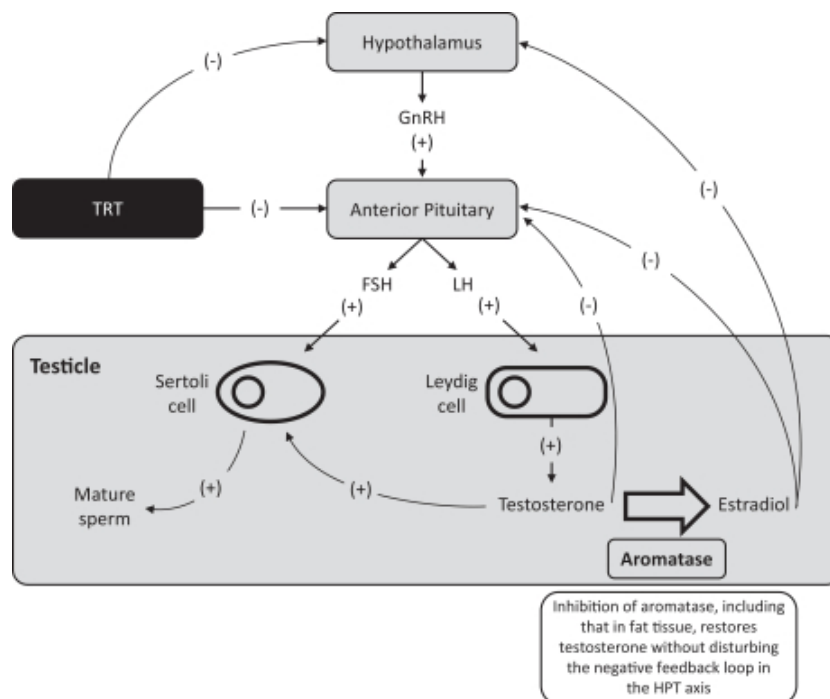 Hypothalamus
(-)
GnRH
(+)
TRT
(-)
Anterior Pituitary
(-)
(-)
(-)
FSH
LH
(+)
(+)
Testicle
Sertoli
cell
Leydig
cell
(+)
(+)
(+)
Mature
sperm
Testosterone
Estradiol
Aromatase
Inhibition of aromatase, including
that in fat tissue, restores
testosterone without disturbing
the negative feedback loop in
the HPT axis